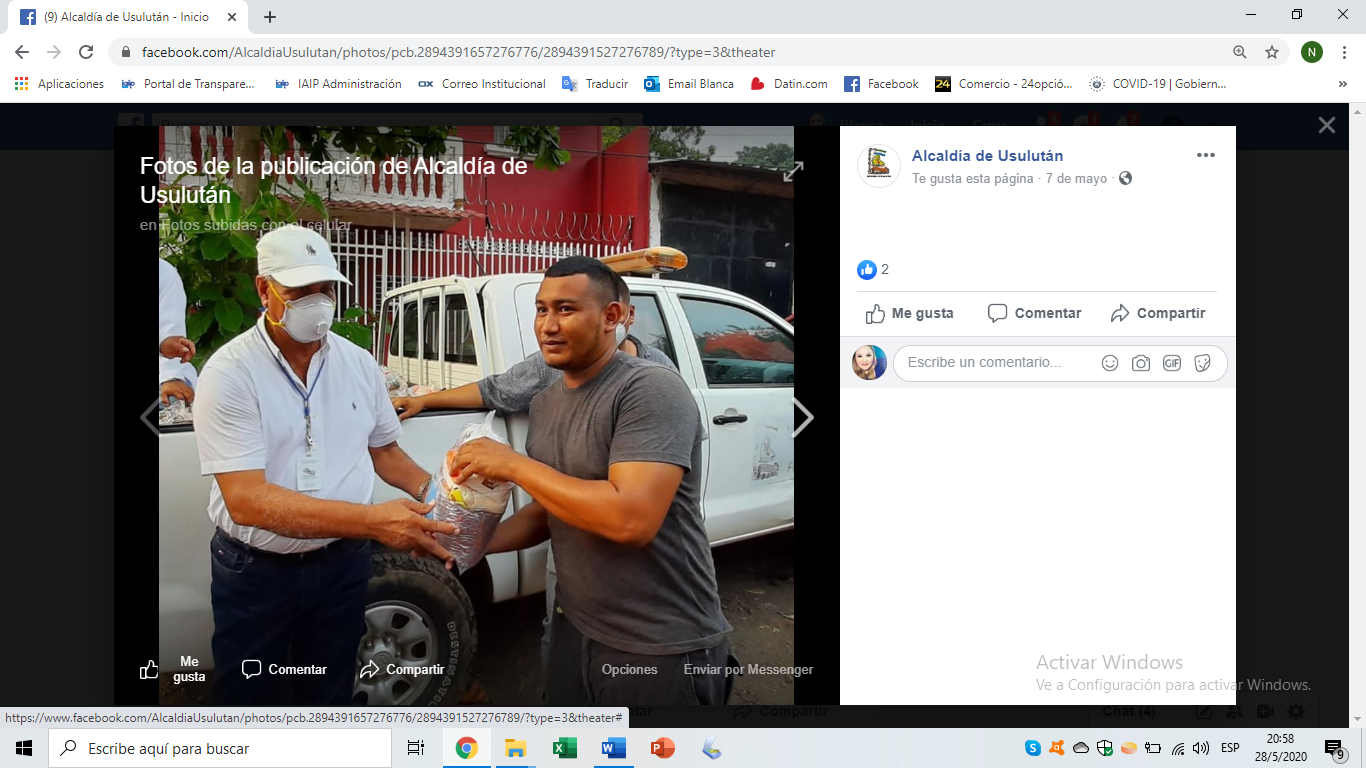 (9) Alcaldía de Usulután - Inicio
facebook.com/AlcaldiaUsulutan/photos/pcb.2894391657276776/2894391527276789/?type=3&theater
N
Aplicaciones
Portal de Transpare...
IAIP Administración
Correo Institucional
Traducir
Email Blanca
Datin.com
Facebook
24
Comercio - 24opció...
COVID-19 | Gobiern...
Fotos de la publicación de Alcaldía de
Usulután
en Fotos subidas con el celular
Alcaldía de Usulután
Te gusta esta página · 7 de mayo ·
2
Me gusta
Comentar
Compartir
Escribe un comentario...
GIF
Me
gusta
Comentar
Compartir
Opciones
Enviar por Messenger
Activar Windows
Ve a Configuración para activar Windows.
https://www.facebook.com/AlcaldiaUsulutan/photos/pcb.2894391657276776/2894391527276789/?type=3&theater#
Compartir
Chat (4)
Escribe aquí para buscar
ESP
20:58
28/5/2020
9